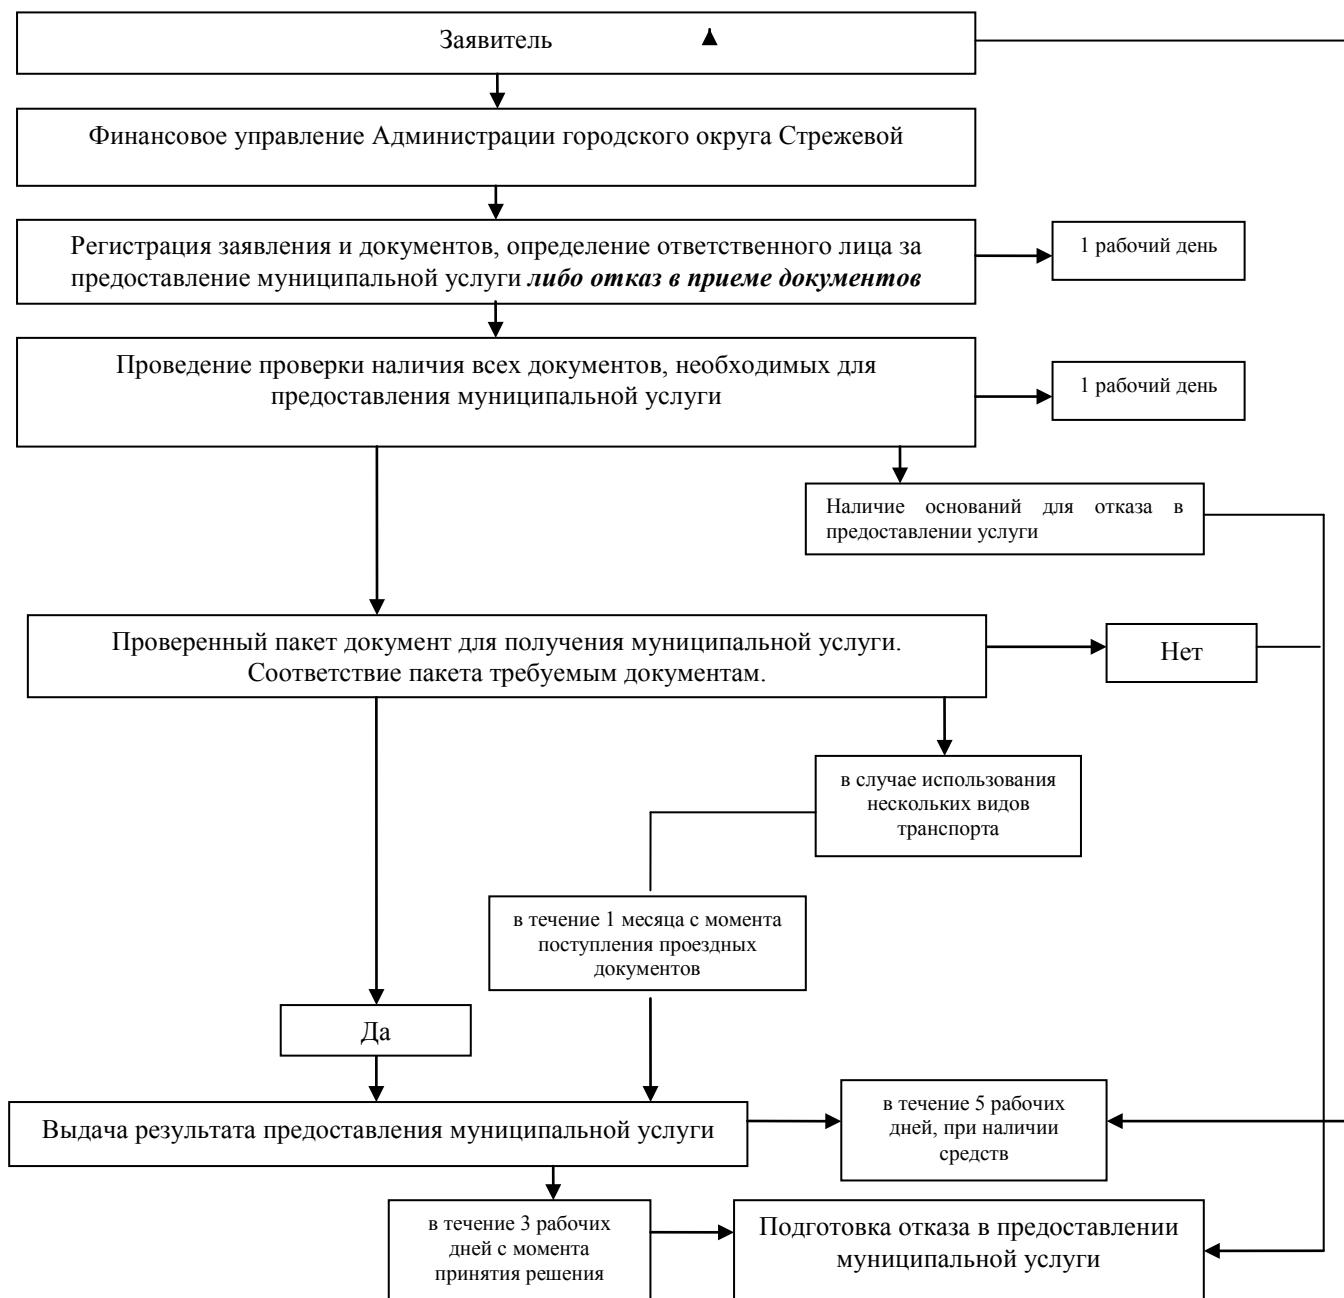 Заявитель
Финансовое управление Администрации городского округа Стрежевой
Регистрация заявления и документов, определение ответственного лица за
предоставление муниципальной услуги либо отказ в приеме документов
1 рабочий день
Проведение проверки наличия всех документов, необходимых для
предоставления муниципальной услуги
1 рабочий день
Наличие оснований для отказа в
предоставлении услуги
Проверенный пакет документ для получения муниципальной услуги.
Соответствие пакета требуемым документам.
Нет
в случае использования
нескольких видов
транспорта
в течение 1 месяца с момента
поступления проездных
документов
Да
Выдача результата предоставления муниципальной услуги
в течение 5 рабочих
дней, при наличии
средств
в течение 3 рабочих
дней с момента
принятия решения
Подготовка отказа в предоставлении
муниципальной услуги